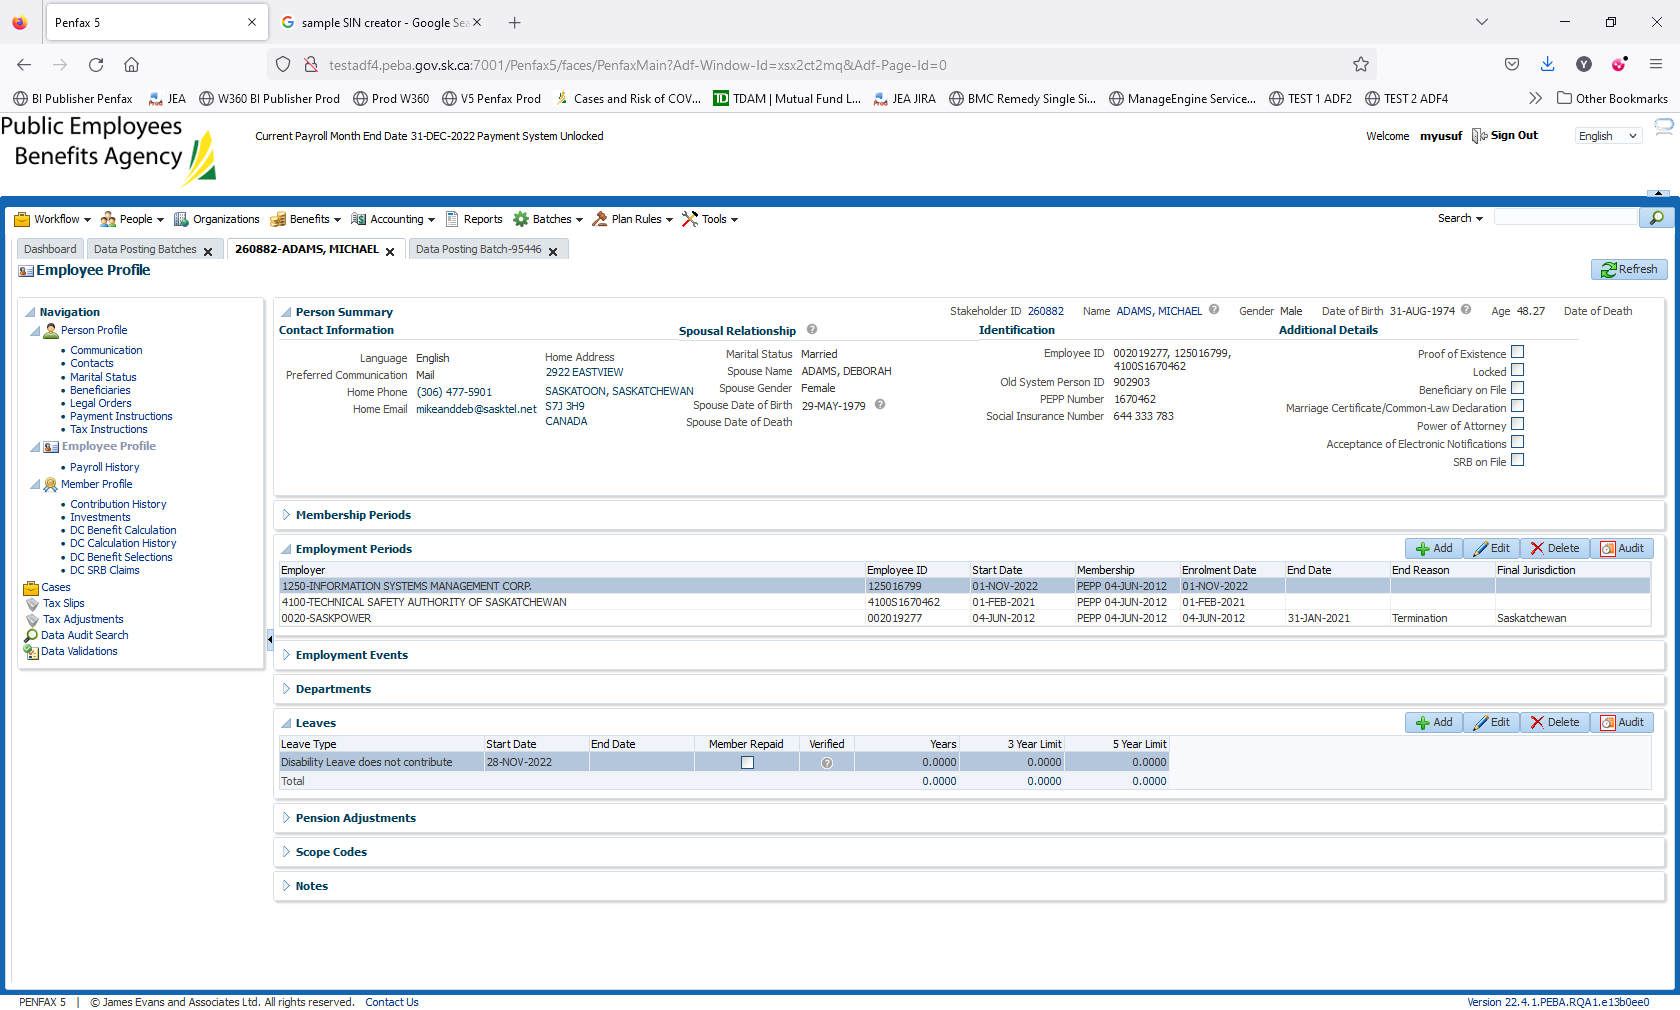 Penfax 5
sample SIN creator - Google Sea
testadf4.peba.gov.sk.ca:7001/Penfax5/faces/PenfaxMain?Adf-Window-Id=xsx2ct2mq&Adf-Page-Id=0
BI Publisher Penfax JEA W360 BI Publisher Prod Prod W360 V5 Penfax Prod Cases and Risk of COV... TD TDAM | Mutual Fund L... JEA JIRA BMC Remedy Single Si... ManageEngine Service... TEST 1 ADF2 TEST 2 ADF4 Other Bookmarks
Public Employees
Benefits Agency
Current Payroll Month End Date 31-DEC-2022 Payment System Unlocked
Welcome myusuf Sign Out English
Workflow People Organizations Benefits Accounting Reports Batches Plan Rules Tools Search
Dashboard Data Posting Batches 260882-ADAMS, MICHAEL Data Posting Batch-95446
Employee Profile
Refresh
Navigation
Person Profile
Communication
Contacts
Marital Status
Beneficiaries
Legal Orders
Payment Instructions
Tax Instructions
Employee Profile
Payroll History
Member Profile
Contribution History
Investments
DC Benefit Calculation
DC Calculation History
DC Benefit Selections
DC SRB Claims
Cases
Tax Slips
Tax Adjustments
Data Audit Search
Data Validations
Person Summary
Stakeholder ID 260882 Name ADAMS, MICHAEL Gender Male Date of Birth 31-AUG-1974 Age 48.27 Date of Death
Contact Information
Language English
Preferred Communication Mail
Home Phone (306) 477-5901
Home Email mikeanddeb@sasktel.net
Home Address
2922 EASTVIEW
SASKATOON, SASKATCHEWAN
S7J 3H9
CANADA
Spousal Relationship
Marital Status Married
Spouse Name ADAMS, DEBORAH
Spouse Gender Female
Spouse Date of Birth 29-MAY-1979
Spouse Date of Death
Identification
Employee ID 002019277, 125016799,
4100S1670462
Old System Person ID 902903
PEPP Number 1670462
Social Insurance Number 644 333 783
Additional Details
Proof of Existence
Locked
Beneficiary on File
Marriage Certificate/Common-Law Declaration
Power of Attorney
Acceptance of Electronic Notifications
SRB on File
Membership Periods
Employment Periods
Add Edit Delete Audit
Employer Employee ID Start Date Membership Enrolment Date End Date End Reason Final Jurisdiction
1250-INFORMATION SYSTEMS MANAGEMENT CORP. 125016799 01-NOV-2022 PEPP 04-JUN-2012 01-NOV-2022
4100-TECHNICAL SAFETY AUTHORITY OF SASKATCHEWAN 4100S1670462 01-FEB-2021 PEPP 04-JUN-2012 01-FEB-2021
0020-SASKPOWER 002019277 04-JUN-2012 PEPP 04-JUN-2012 04-JUN-2012 31-JAN-2021 Termination Saskatchewan
Employment Events
Departments
Leaves
Add Edit Delete Audit
Leave Type Start Date End Date Member Repaid Verified Years 3 Year Limit 5 Year Limit
Disability Leave does not contribute 28-NOV-2022 0.0000 0.0000 0.0000
Total 0.0000 0.0000 0.0000
Pension Adjustments
Scope Codes
Notes
PENFAX 5 | © James Evans and Associates Ltd. All rights reserved. Contact Us
Version 22.4.1.PEBA.RQA1.e13b0ee0